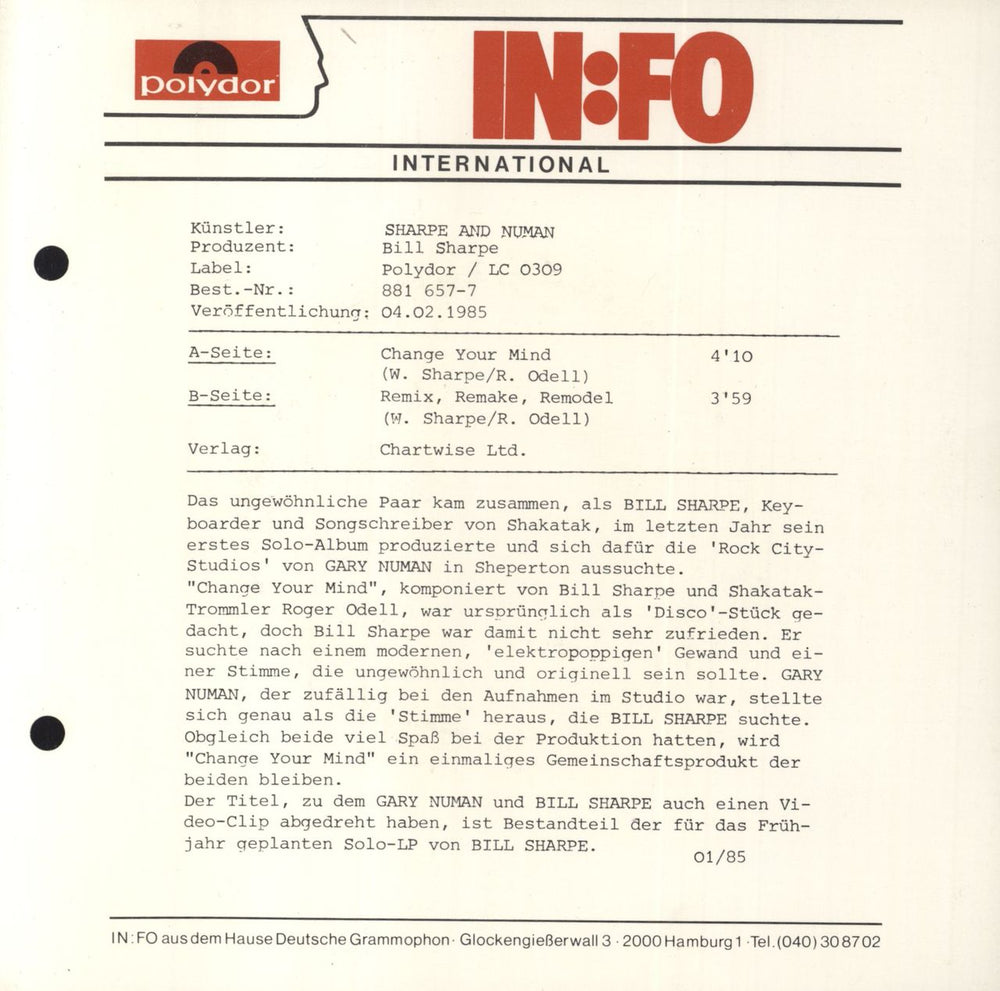 polydor
IN:FO
INTERNATIONAL
Künstler: SHARPE AND NUMAN
Produzent: Bill Sharpe
Label: Polydor / LC 0309
Best.-Nr.: 881 657-7
Veröffentlichung: 04.02.1985
A-Seite: Change Your Mind 4'10
(W. Sharpe/R. Odell)
B-Seite: Remix, Remake, Remodel 3'59
(W. Sharpe/R. Odell)
Verlag: Chartwise Ltd.
Das ungewöhnliche Paar kam zusammen, als BILL SHARPE, Key-
boarder und Songschreiber von Shakatak, im letzten Jahr sein
erstes Solo-Album produzierte und sich dafür die 'Rock City-
Studios' von GARY NUMAN in Sheperton aussuchte.
"Change Your Mind", komponiert von Bill Sharpe und Shakatak-
Trommler Roger Odell, war ursprünglich als 'Disco'-Stück ge-
dacht, doch Bill Sharpe war damit nicht sehr zufrieden. Er
suchte nach einem modernen, 'elektropoppigen' Gewand und ei-
ner Stimme, die ungewöhnlich und originell sein sollte. GARY
NUMAN, der zufällig bei den Aufnahmen im Studio war, stellte
sich genau als die 'Stimme' heraus, die BILL SHARPE suchte.
Obgleich beide viel Spaß bei der Produktion hatten, wird
"Change Your Mind" ein einmaliges Gemeinschaftsprodukt der
beiden bleiben.
Der Titel, zu dem GARY NUMAN und BILL SHARPE auch einen Vi-
deo-Clip abgedreht haben, ist Bestandteil der für das Früh-
jahr geplanten Solo-LP von BILL SHARPE.
01/85
IN:FO aus dem Hause Deutsche Grammophon · Glockengießerwall 3 · 2000 Hamburg 1 · Tel. (040) 30 87 02